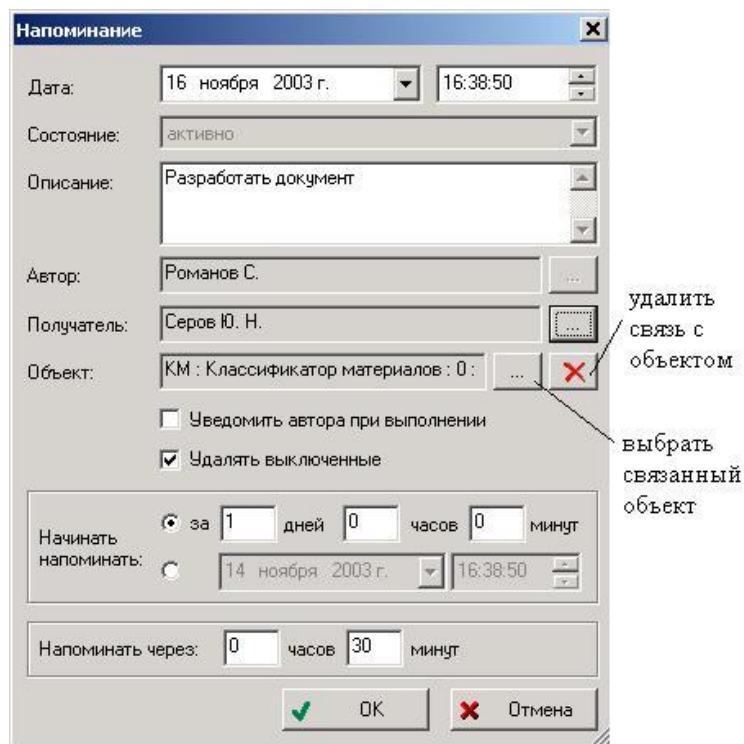 Напоминание
Дата: 16 ноября 2003 г. 16:38:50
Состояние: активно
Описание: Разработать документ
Автор: Романов С. ...
Получатель: Серов Ю. Н. ...
Объект: КМ : Классификатор материалов : 0 : ...
Уведомить автора при выполнении
Удалять выключенные
Начинать
напоминать:
за 1 дней 0 часов 0 минут
14 ноября 2003 г. 16:38:50
Напоминать через: 0 часов 30 минут
OK Отмена
удалить
связь с
объектом
выбрать
связанный
объект